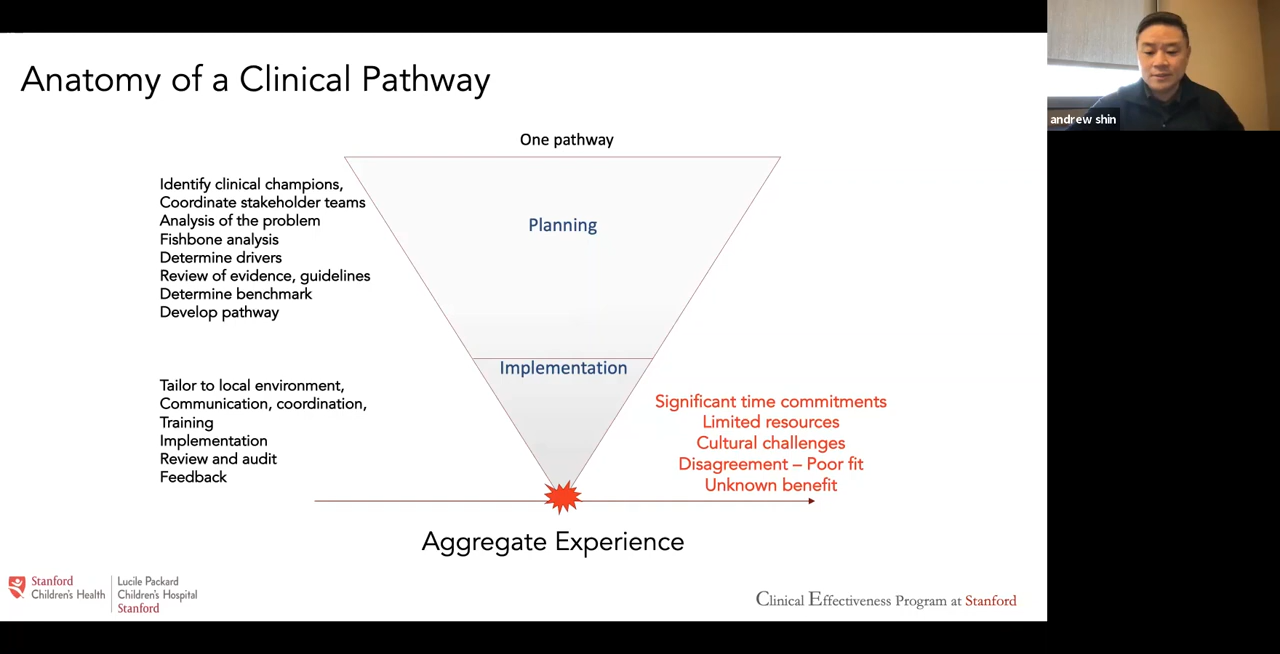 Anatomy of a Clinical Pathway
andrew shin
One pathway
Identify clinical champions,
Coordinate stakeholder teams
Analysis of the problem
Fishbone analysis
Determine drivers
Review of evidence, guidelines
Determine benchmark
Develop pathway
Planning
Implementation
Tailor to local environment,
Communication, coordination,
Training
Implementation
Review and audit
Feedback
Significant time commitments
Limited resources
Cultural challenges
Disagreement – Poor fit
Unknown benefit
Aggregate Experience
Stanford
Children's Health
Lucile Packard
Children's Hospital
Stanford
Clinical Effectiveness Program at Stanford